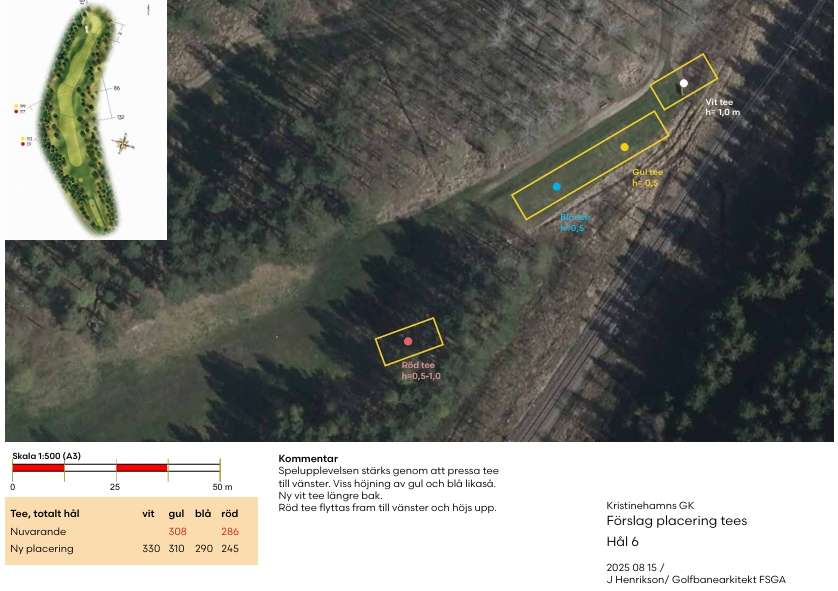 86
132
Vit tee
h= 1,0 m
Gul tee
h= 0,5
Blå tee
h=0,5
Röd tee
h=0,5-1,0
Skala 1:500 (A3)
0 25 50 m
Tee, totalt hål vit gul blå röd
Nuvarande 308 286
Ny placering 330 310 290 245
Kommentar
Spelupplevelsen stärks genom att pressa tee
till vänster. Viss höjning av gul och blå likaså.
Ny vit tee längre bak.
Röd tee flyttas fram till vänster och höjs upp.
Kristinehamns GK
Förslag placering tees
Hål 6
2025 08 15 /
J Henrikson/ Golfbanearkitekt FSGA